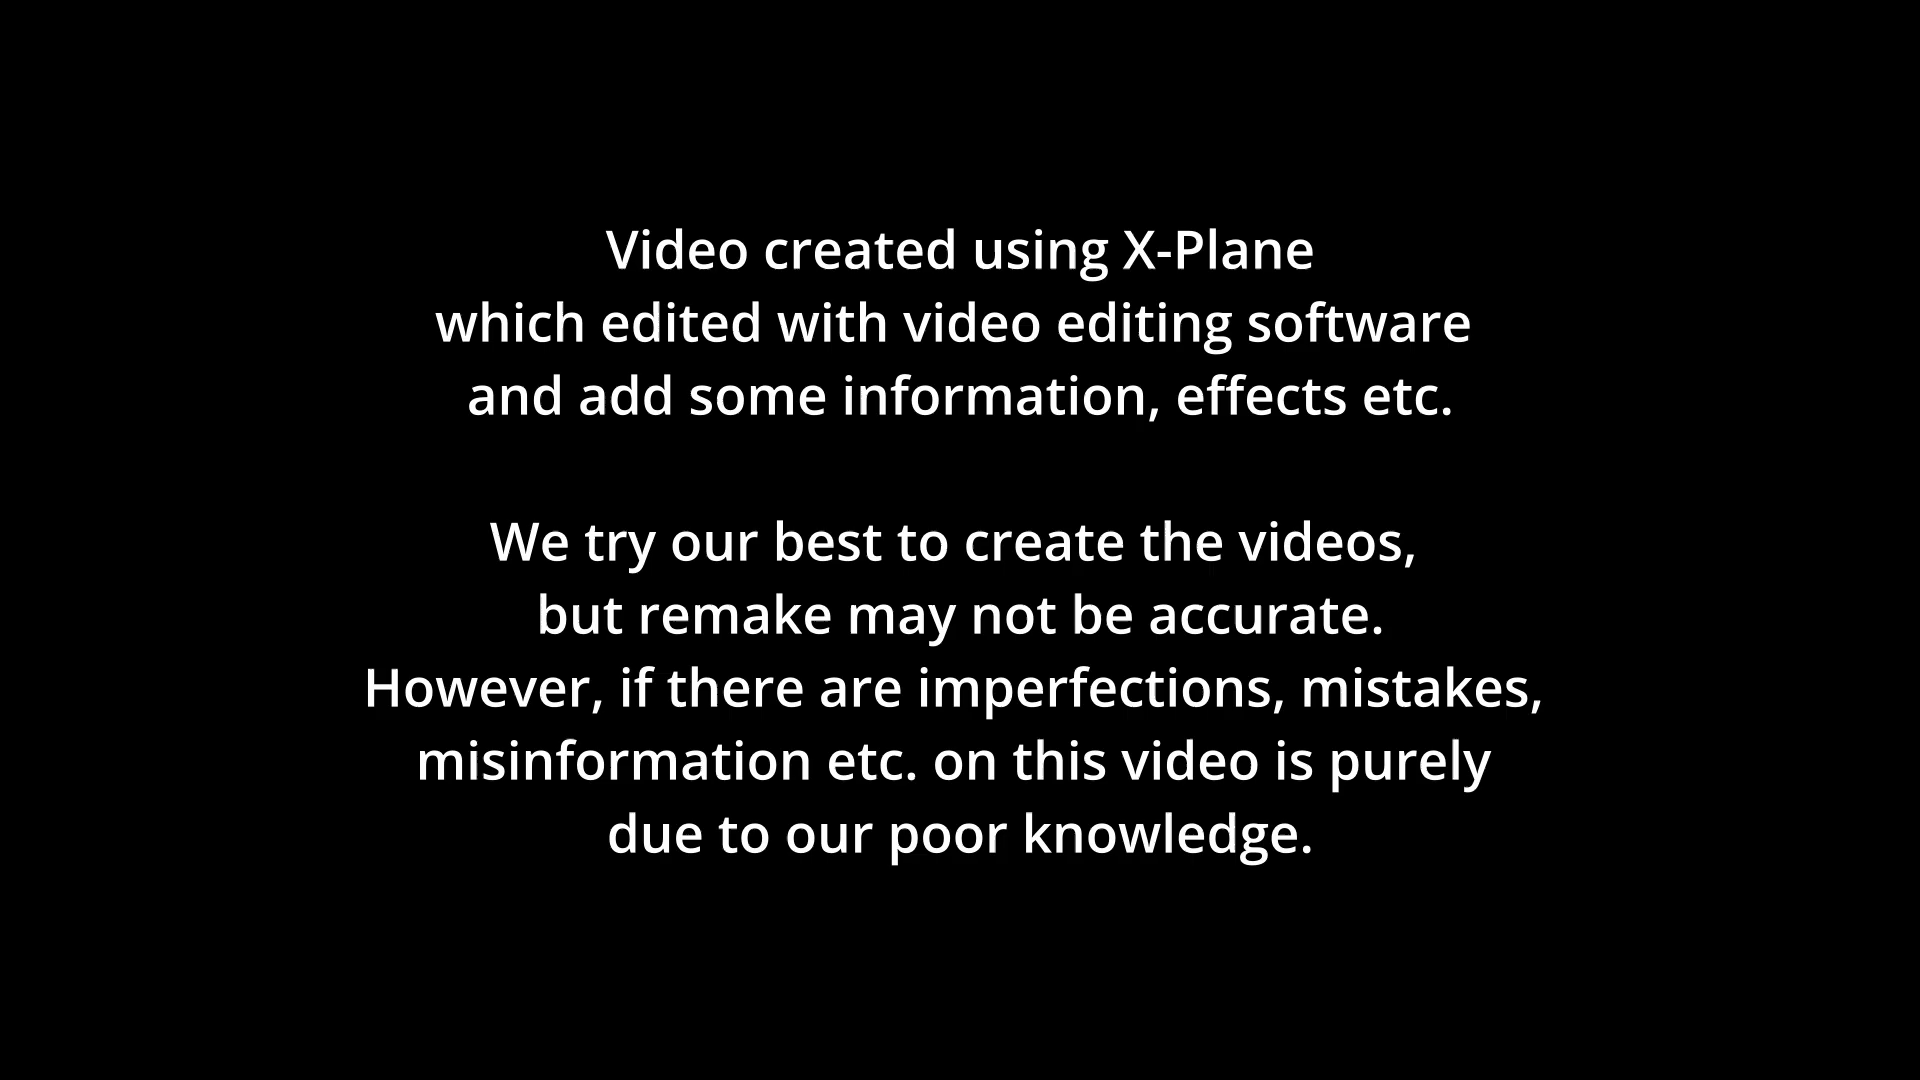 Video created using X-Plane
which edited with video editing software
and add some information, effects etc.
We try our best to create the videos,
but remake may not be accurate.
However, if there are imperfections, mistakes,
misinformation etc. on this video is purely
due to our poor knowledge.